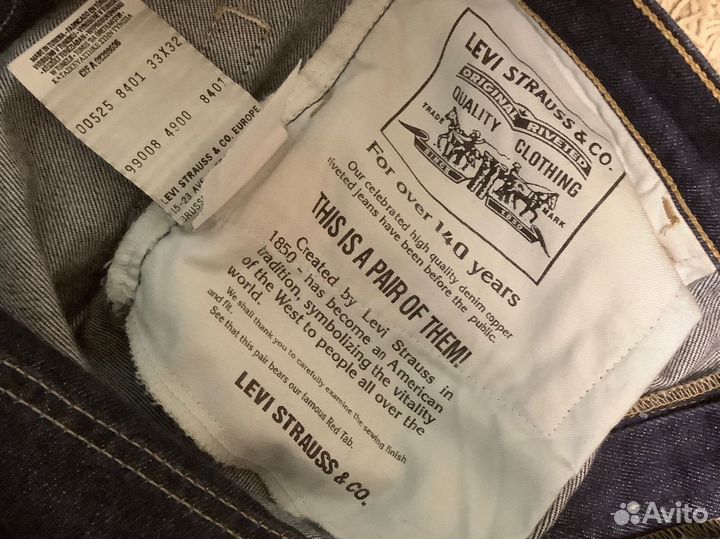 00525 8401 33X32
99008 4900 8401
LEVI STRAUSS & CO. EUROPE
15-23 AV
BRUSS
LEVI STRAUSS & CO.
ORIGINAL RIVETED
QUALITY CLOTHING
TRADE MARK
For over 140 years
Our celebrated high quality denim copper
riveted jeans have been before the public.
THIS IS A PAIR OF THEM!
Created by Levi Strauss in
1850 - has become an American
tradition, symbolizing the vitality
of the West to people all over the
world.
We shall thank you to carefully examine the sewing finish
and fit.
See that this pair bears our famous Red Tab.
LEVI STRAUSS & CO.
Avito